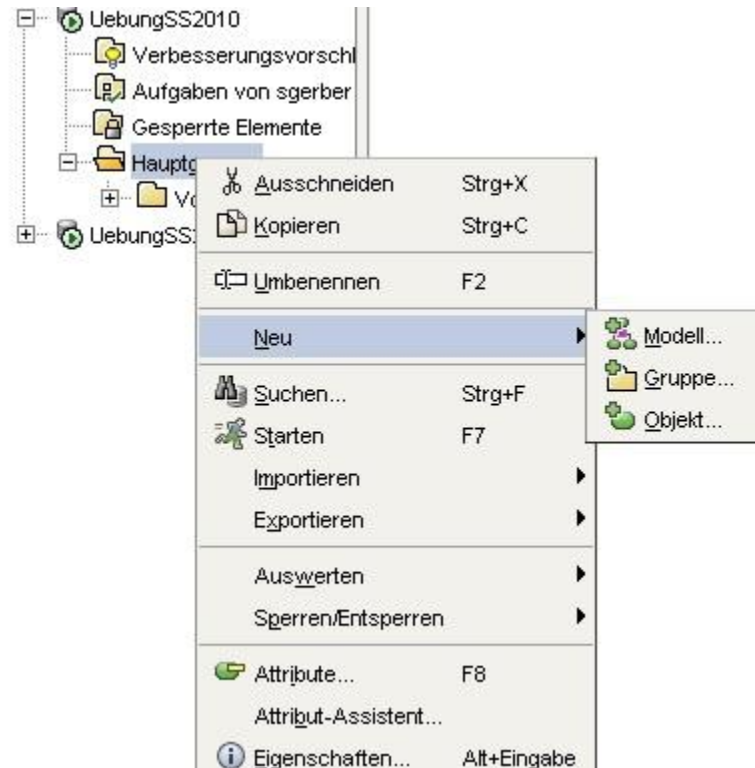 UebungSS2010
Verbesserungsvorschl
Aufgaben von sgerber
Gesperrte Elemente
Hauptg
Vo
UebungSS
Ausschneiden Strg+X
Kopieren Strg+C
Umbenennen F2
Neu
Modell...
Gruppe...
Objekt...
Suchen... Strg+F
Starten F7
Importieren
Exportieren
Auswerten
Sperren/Entsperren
Attribute... F8
Attribut-Assistent...
Eigenschaften... Alt+Eingabe